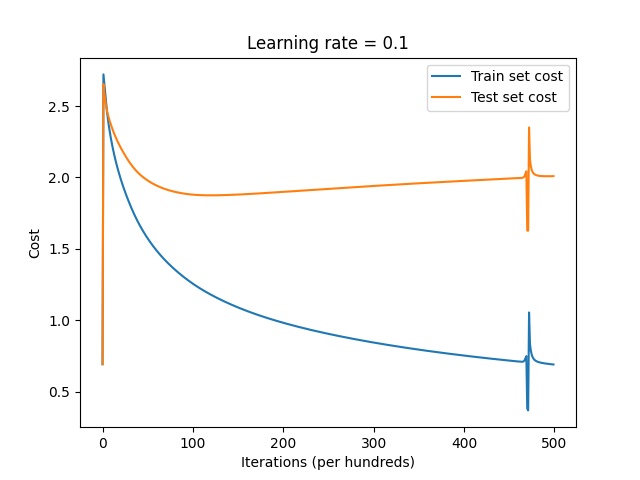 Learning rate = 0.1
Train set cost
Test set cost
2.5
2.0
1.5
1.0
0.5
Cost
0 100 200 300 400 500
Iterations (per hundreds)